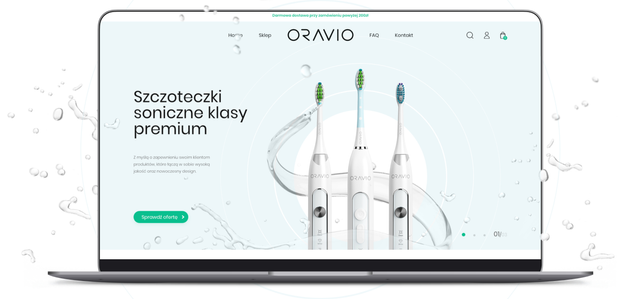 Darmowa dostawa przy zamówieniu powyżej 200zł
Home Sklep ORAVIO FAQ Kontakt
Szczoteczki
soniczne klasy
premium
Z myślą o zapewnieniu swoim klientom
produktów, które łączą w sobie wysoką
jakość oraz nowoczesny design.
Sprawdź ofertę
ORAVIO ORAVIO ORAVIO
01/